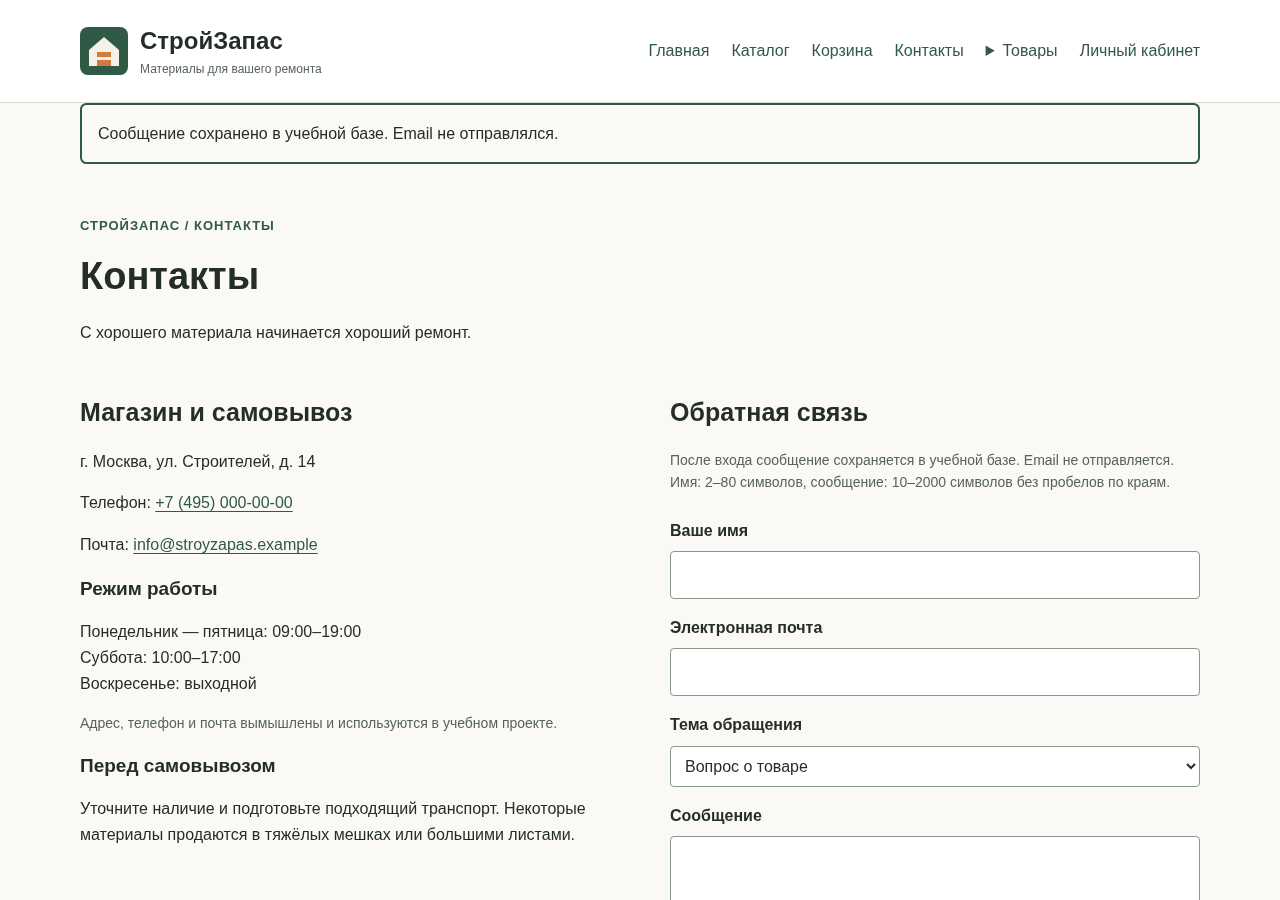 СтройЗапас
Материалы для вашего ремонта
Главная
Каталог
Корзина
Контакты
Товары
Личный кабинет
Сообщение сохранено в учебной базе. Email не отправлялся.
СТРОЙЗАПАС / КОНТАКТЫ
Контакты
С хорошего материала начинается хороший ремонт.
Магазин и самовывоз
г. Москва, ул. Строителей, д. 14
Телефон: +7 (495) 000-00-00
Почта: info@stroyzapas.example
Режим работы
Понедельник — пятница: 09:00–19:00
Суббота: 10:00–17:00
Воскресенье: выходной
Адрес, телефон и почта вымышлены и используются в учебном проекте.
Перед самовывозом
Уточните наличие и подготовьте подходящий транспорт. Некоторые
материалы продаются в тяжёлых мешках или большими листами.
Обратная связь
После входа сообщение сохраняется в учебной базе. Email не отправляется.
Имя: 2–80 символов, сообщение: 10–2000 символов без пробелов по краям.
Ваше имя
Электронная почта
Тема обращения
Вопрос о товаре
Сообщение